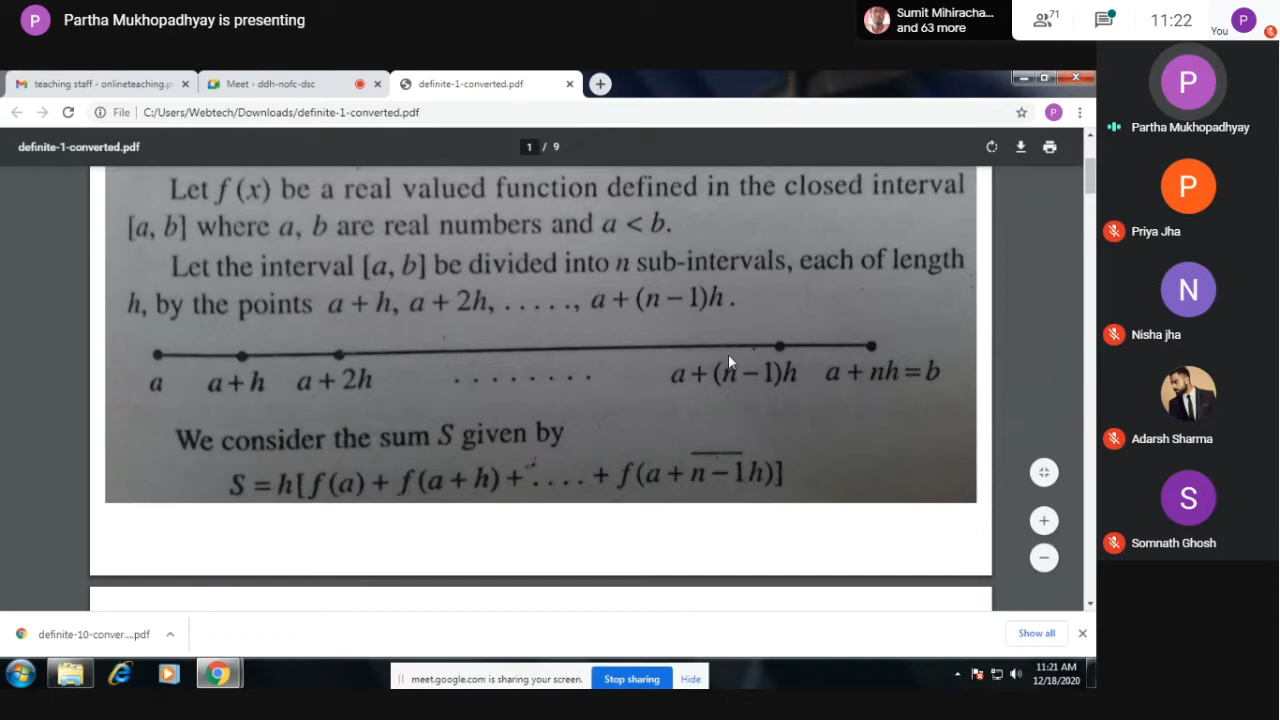 P
Partha Mukhopadhyay is presenting
Sumit Mihiracha...
and 63 more
71
11:22
You
P
teaching staff - onlineteaching.p
Meet - ddh-nofc-dsc
definite-1-converted.pdf
File
C:/Users/Webtech/Downloads/definite-1-converted.pdf
P
definite-1-converted.pdf
1 / 9
Let f (x) be a real valued function defined in the closed interval
[a, b] where a, b are real numbers and a < b.
Let the interval [a, b] be divided into n sub-intervals, each of length
h, by the points a + h, a + 2h, . . . . ., a + (n − 1)h .
a a + h a + 2h . . . . . . . . a + (n − 1)h a + nh = b
We consider the sum S given by
S = h[f(a) + f(a + h) + . . . . + f(a + n̅ ̅−̅ ̅1̅ h)]
P
Partha Mukhopadhyay
P
Priya Jha
N
Nisha jha
Adarsh Sharma
S
Somnath Ghosh
definite-10-conver....pdf
Show all
meet.google.com is sharing your screen.
Stop sharing
Hide
11:21 AM
12/18/2020